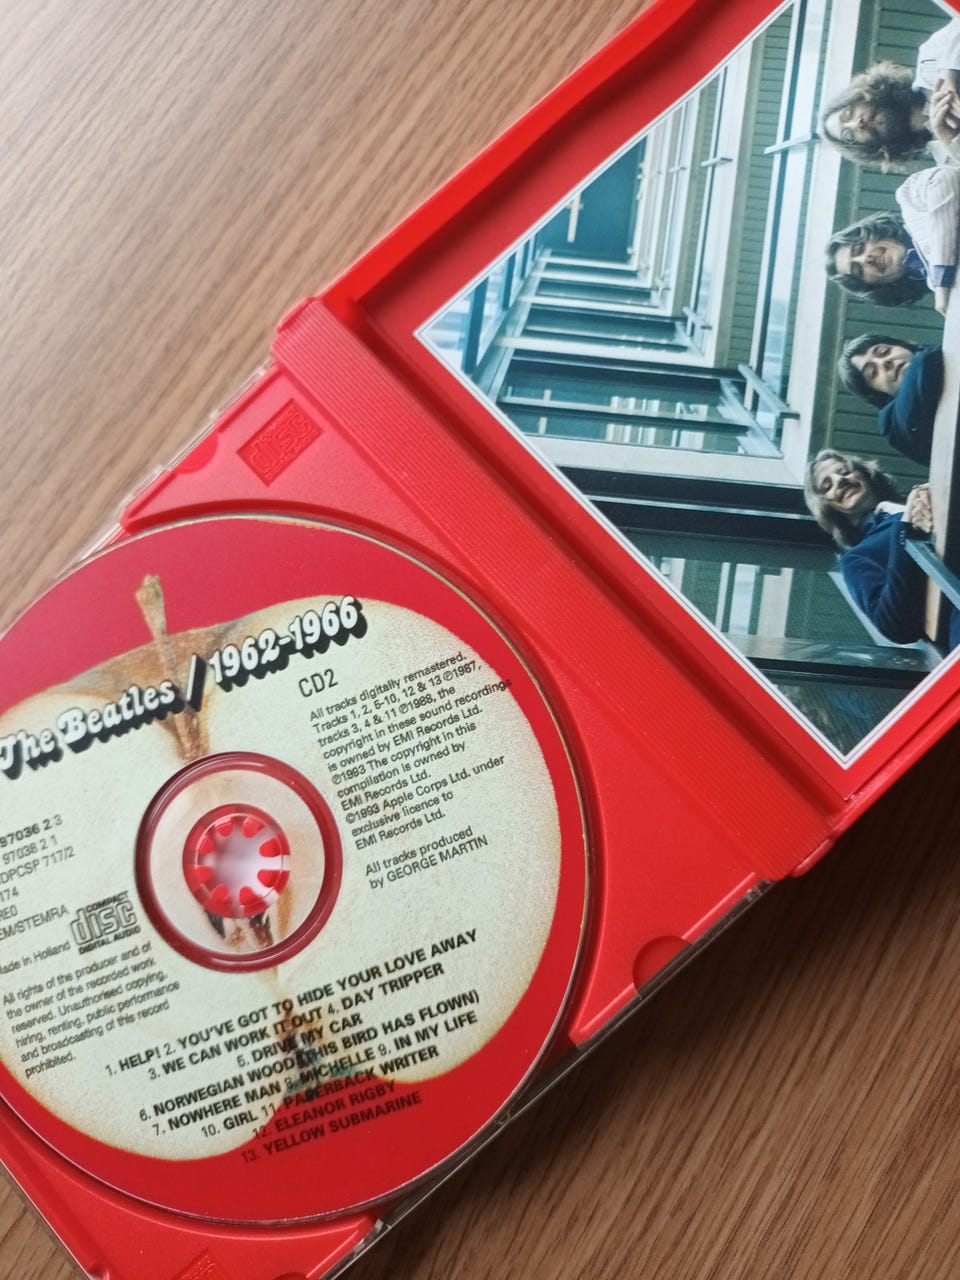 The Beatles / 1962-1966
CD2
All tracks digitally remastered.
Tracks 1, 2, 5-10, 12 & 13 ℗1987,
tracks 3, 4 & 11 ℗1988, the
copyright in these sound recordings
is owned by EMI Records Ltd.
℗1993 The copyright in this
compilation is owned by
EMI Records Ltd.
©1993 Apple Corps Ltd. under
exclusive licence to
EMI Records Ltd.
All tracks produced
by GEORGE MARTIN
97036 2 3
97038 2 1
DPCSP 717/2
174
REO
EM/STEMRA
COMPACT
disc
DIGITAL AUDIO
Made in Holland
All rights of the producer and of
the owner of the recorded work
reserved. Unauthorised copying,
hiring, renting, public performance
and broadcasting of this record
prohibited.
1. HELP! 2. YOU'VE GOT TO HIDE YOUR LOVE AWAY
3. WE CAN WORK IT OUT 4. DAY TRIPPER
5. DRIVE MY CAR
6. NORWEGIAN WOOD (THIS BIRD HAS FLOWN)
7. NOWHERE MAN 8. MICHELLE 9. IN MY LIFE
10. GIRL 11. PAPERBACK WRITER
12. ELEANOR RIGBY
13. YELLOW SUBMARINE
disc